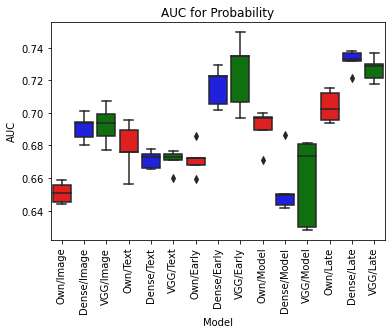 AUC for Probability
AUC
0.74
0.72
0.70
0.68
0.66
0.64
Own/Image
Dense/Image
VGG/Image
Own/Text
Dense/Text
VGG/Text
Own/Early
Dense/Early
VGG/Early
Own/Model
Dense/Model
VGG/Model
Own/Late
Dense/Late
VGG/Late
Model